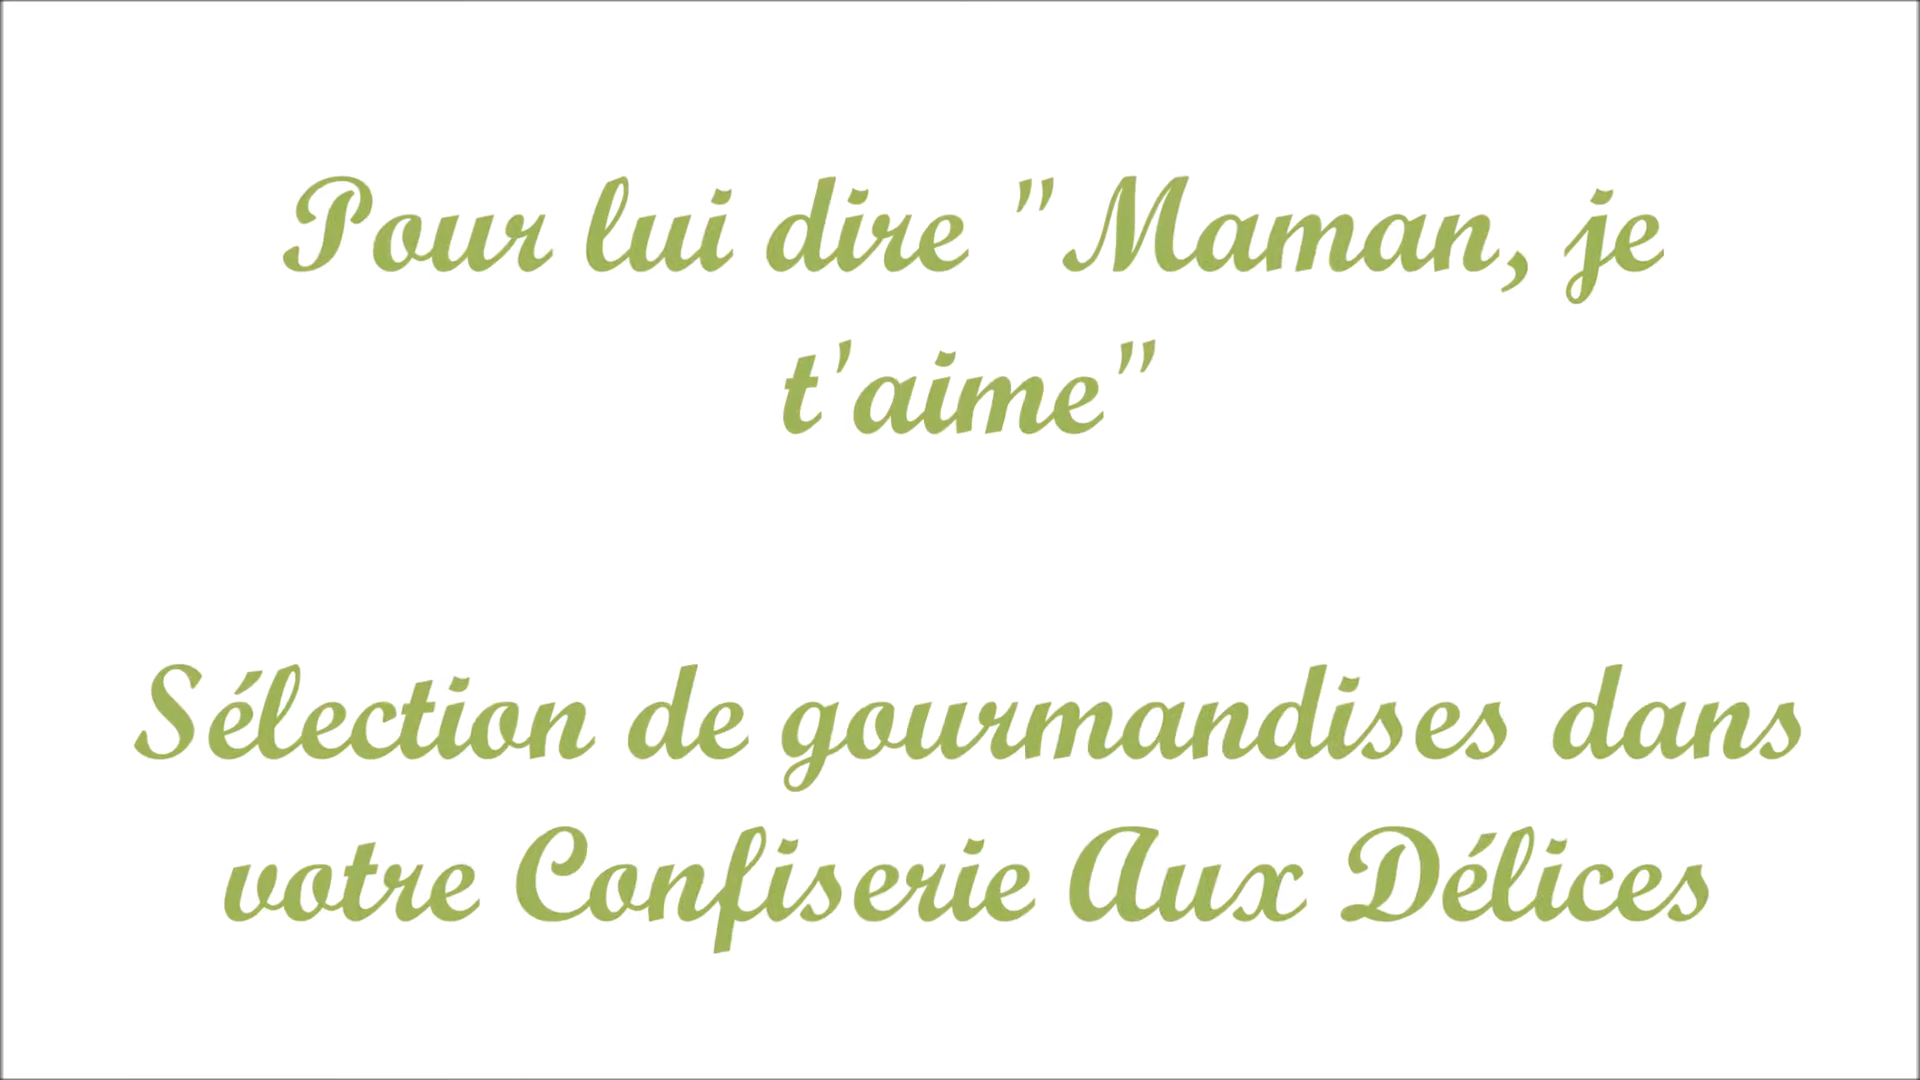 Pour lui dire "Maman, je
t'aime"
Sélection de gourmandises dans
votre Confiserie Aux Délices